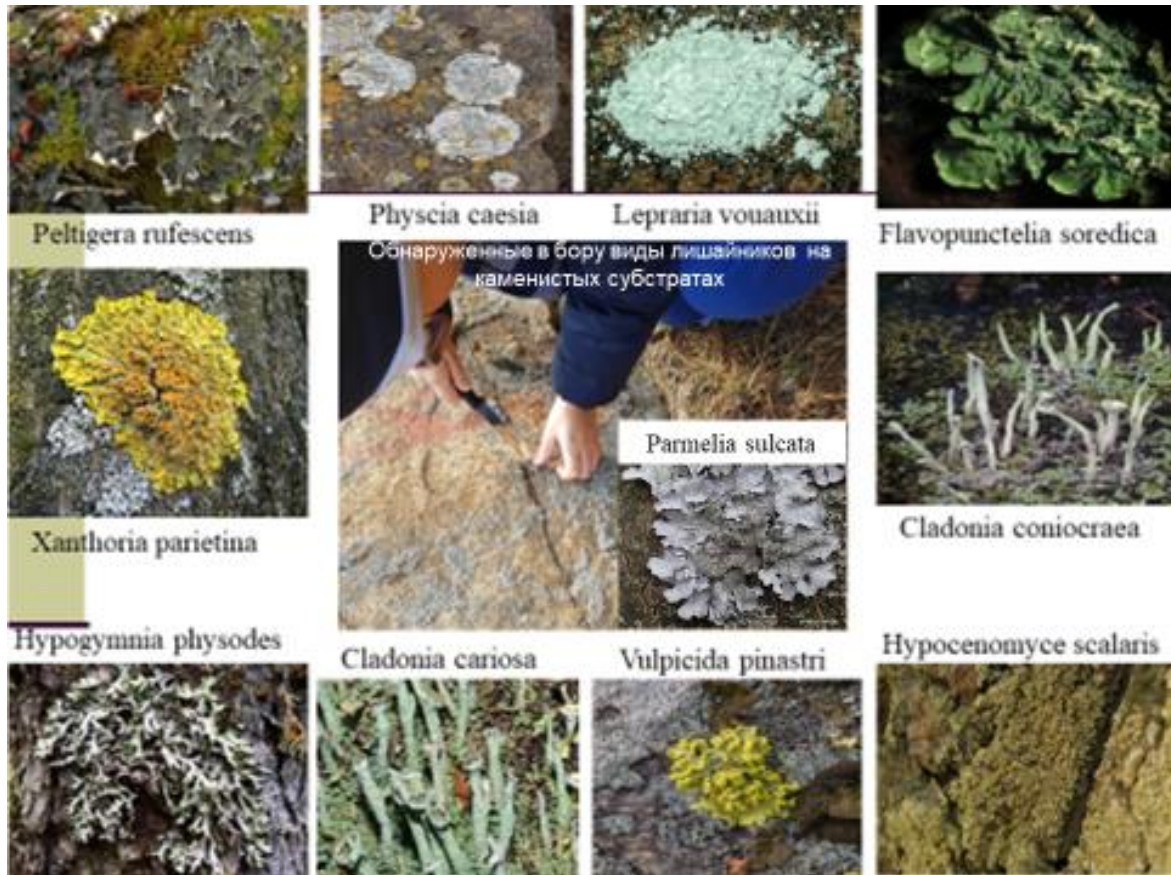 Peltigera rufescens
Physcia caesia
Lepraria vouauxii
Flavopunctelia soredica
Обнаруженные в бору виды лишайников на
каменистых субстратах
Xanthoria parietina
Parmelia sulcata
Cladonia coniocraea
Hypogymnia physodes
Cladonia cariosa
Vulpicida pinastri
Hypocenomyce scalaris